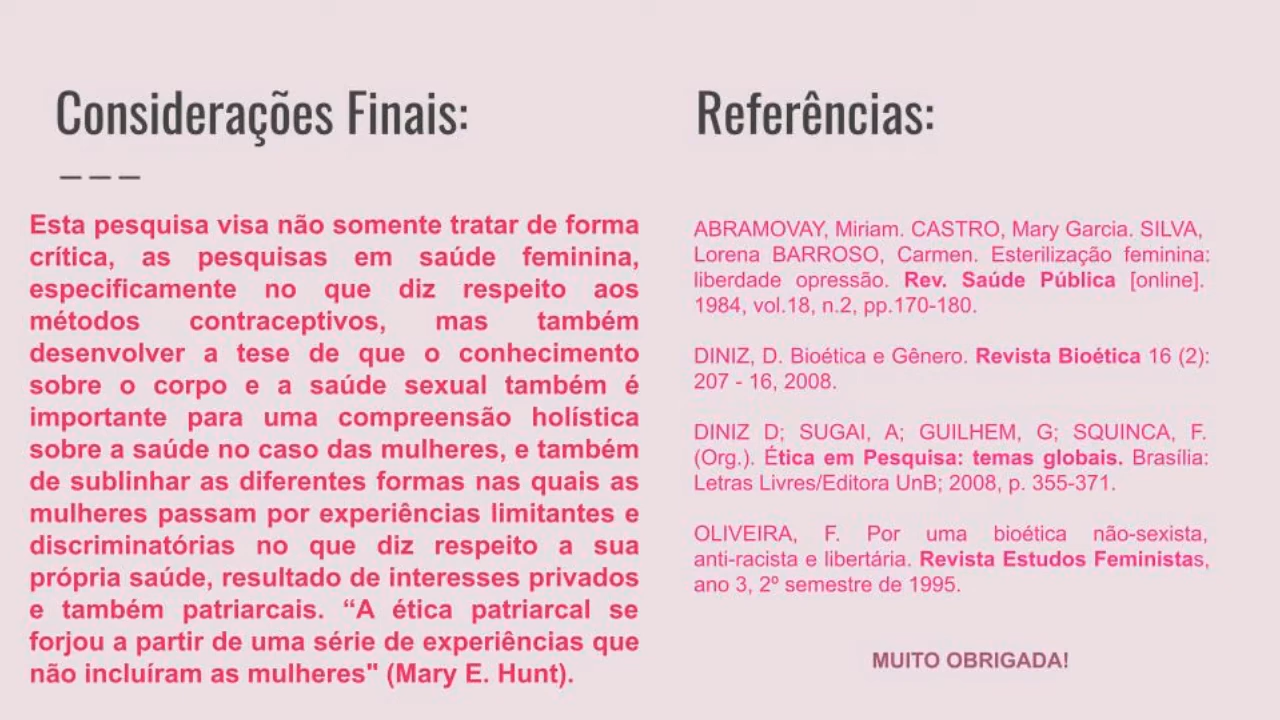 Considerações Finais:
Esta pesquisa visa não somente tratar de forma
crítica, as pesquisas em saúde feminina,
especificamente no que diz respeito aos
métodos contraceptivos, mas também
desenvolver a tese de que o conhecimento
sobre o corpo e a saúde sexual também é
importante para uma compreensão holística
sobre a saúde no caso das mulheres, e também
de sublinhar as diferentes formas nas quais as
mulheres passam por experiências limitantes e
discriminatórias no que diz respeito a sua
própria saúde, resultado de interesses privados
e também patriarcais. “A ética patriarcal se
forjou a partir de uma série de experiências que
não incluíram as mulheres" (Mary E. Hunt).
Referências:
ABRAMOVAY, Miriam. CASTRO, Mary Garcia. SILVA,
Lorena BARROSO, Carmen. Esterilização feminina:
liberdade opressão. Rev. Saúde Pública [online].
1984, vol.18, n.2, pp.170-180.
DINIZ, D. Bioética e Gênero. Revista Bioética 16 (2):
207 - 16, 2008.
DINIZ D; SUGAI, A; GUILHEM, G; SQUINCA, F.
(Org.). Ética em Pesquisa: temas globais. Brasília:
Letras Livres/Editora UnB; 2008, p. 355-371.
OLIVEIRA, F. Por uma bioética não-sexista,
anti-racista e libertária. Revista Estudos Feministas,
ano 3, 2º semestre de 1995.
MUITO OBRIGADA!